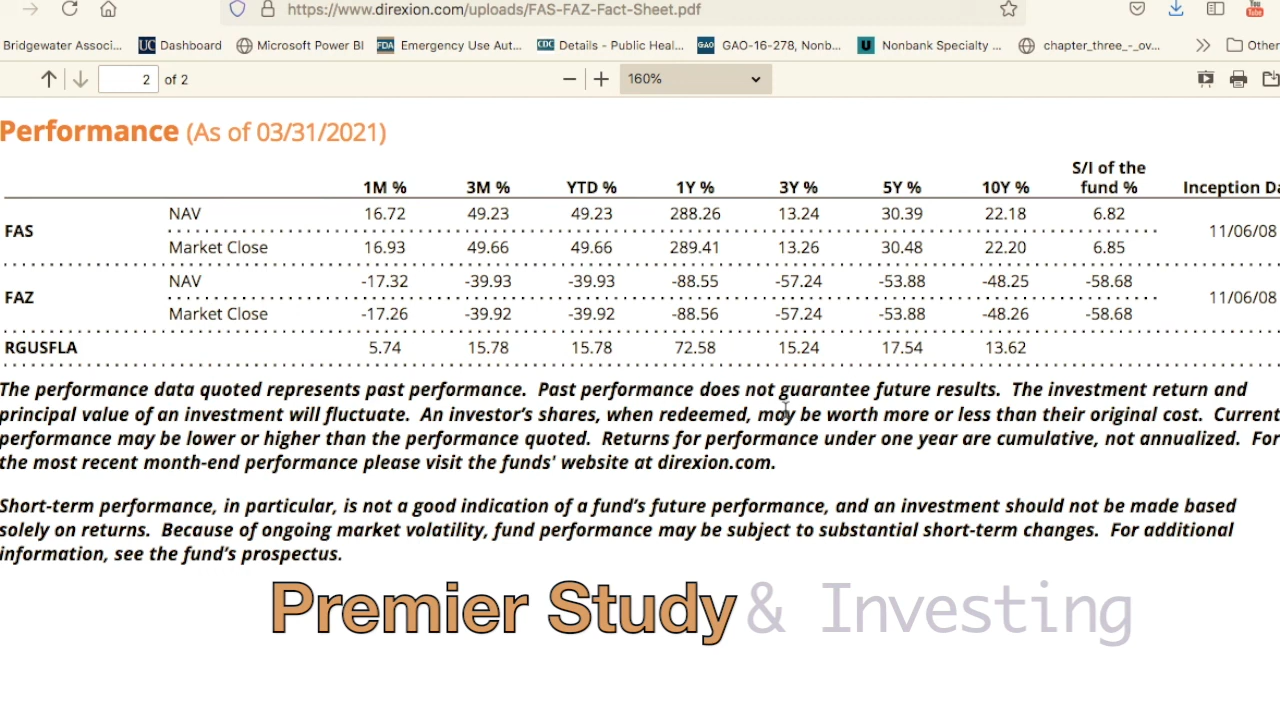 https://www.direxion.com/uploads/FAS-FAZ-Fact-Sheet.pdf
You Tube
Bridgewater Associ... UC Dashboard Microsoft Power BI FDA Emergency Use Aut... CDC Details - Public Heal... GAO GAO-16-278, Nonb... U Nonbank Specialty ... chapter_three_-_ov... Other
2 of 2 160%
Performance (As of 03/31/2021)
1M % 3M % YTD % 1Y % 3Y % 5Y % 10Y % S/I of the fund % Inception Da
FAS NAV 16.72 49.23 49.23 288.26 13.24 30.39 22.18 6.82 11/06/08
Market Close 16.93 49.66 49.66 289.41 13.26 30.48 22.20 6.85
FAZ NAV -17.32 -39.93 -39.93 -88.55 -57.24 -53.88 -48.25 -58.68 11/06/08
Market Close -17.26 -39.92 -39.92 -88.56 -57.24 -53.88 -48.26 -58.68
RGUSFLA 5.74 15.78 15.78 72.58 15.24 17.54 13.62
The performance data quoted represents past performance. Past performance does not guarantee future results. The investment return and
principal value of an investment will fluctuate. An investor's shares, when redeemed, may be worth more or less than their original cost. Current
performance may be lower or higher than the performance quoted. Returns for performance under one year are cumulative, not annualized. For
the most recent month-end performance please visit the funds' website at direxion.com.
Short-term performance, in particular, is not a good indication of a fund's future performance, and an investment should not be made based
solely on returns. Because of ongoing market volatility, fund performance may be subject to substantial short-term changes. For additional
information, see the fund's prospectus.
Premier Study & Investing